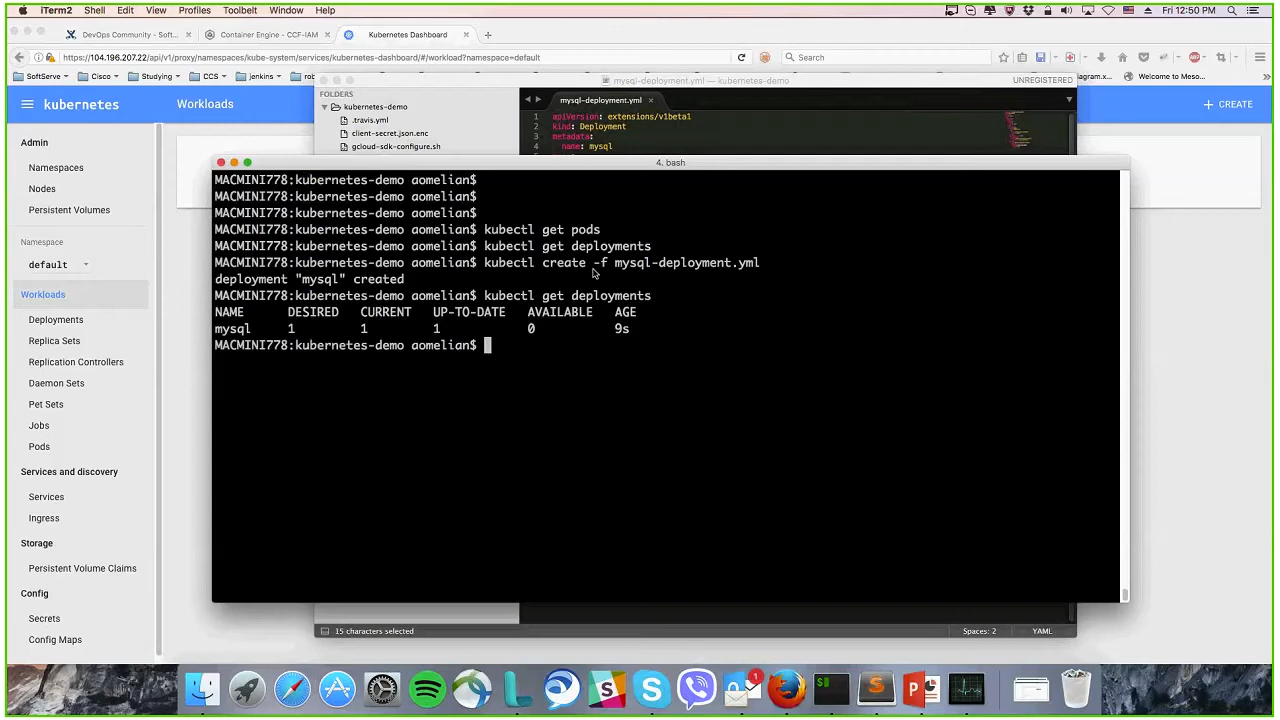 iTerm2 Shell Edit View Profiles Toolbelt Window Help Fri 12:50 PM
DevOps Community - Soft... Container Engine - CCF-IAM Kubernetes Dashboard
https://104.196.207.22/api/v1/proxy/namespaces/kube-system/services/kubernetes-dashboard/#/workload?namespace=default Search
SoftServe Cisco Studying CCS Jenkins rob iagram.x... Welcome to Meso...
mysql-deployment.yml — kubernetes-demo UNREGISTERED
kubernetes Workloads + CREATE
FOLDERS
kubernetes-demo
.travis.yml
client-secret.json.enc
gcloud-sdk-configure.sh
mysql-deployment.yml
1 apiVersion: extensions/v1beta1
2 kind: Deployment
3 metadata:
4 name: mysql
Admin
Namespaces
Nodes
Persistent Volumes
Namespace
default
Workloads
Deployments
Replica Sets
Replication Controllers
Daemon Sets
Pet Sets
Jobs
Pods
Services and discovery
Services
Ingress
Storage
Persistent Volume Claims
Config
Secrets
Config Maps
4. bash
MACMINI778:kubernetes-demo aomelian$
MACMINI778:kubernetes-demo aomelian$
MACMINI778:kubernetes-demo aomelian$
MACMINI778:kubernetes-demo aomelian$ kubectl get pods
MACMINI778:kubernetes-demo aomelian$ kubectl get deployments
MACMINI778:kubernetes-demo aomelian$ kubectl create -f mysql-deployment.yml
deployment "mysql" created
MACMINI778:kubernetes-demo aomelian$ kubectl get deployments
NAME DESIRED CURRENT UP-TO-DATE AVAILABLE AGE
mysql 1 1 1 0 9s
MACMINI778:kubernetes-demo aomelian$
15 characters selected Spaces: 2 YAML
1